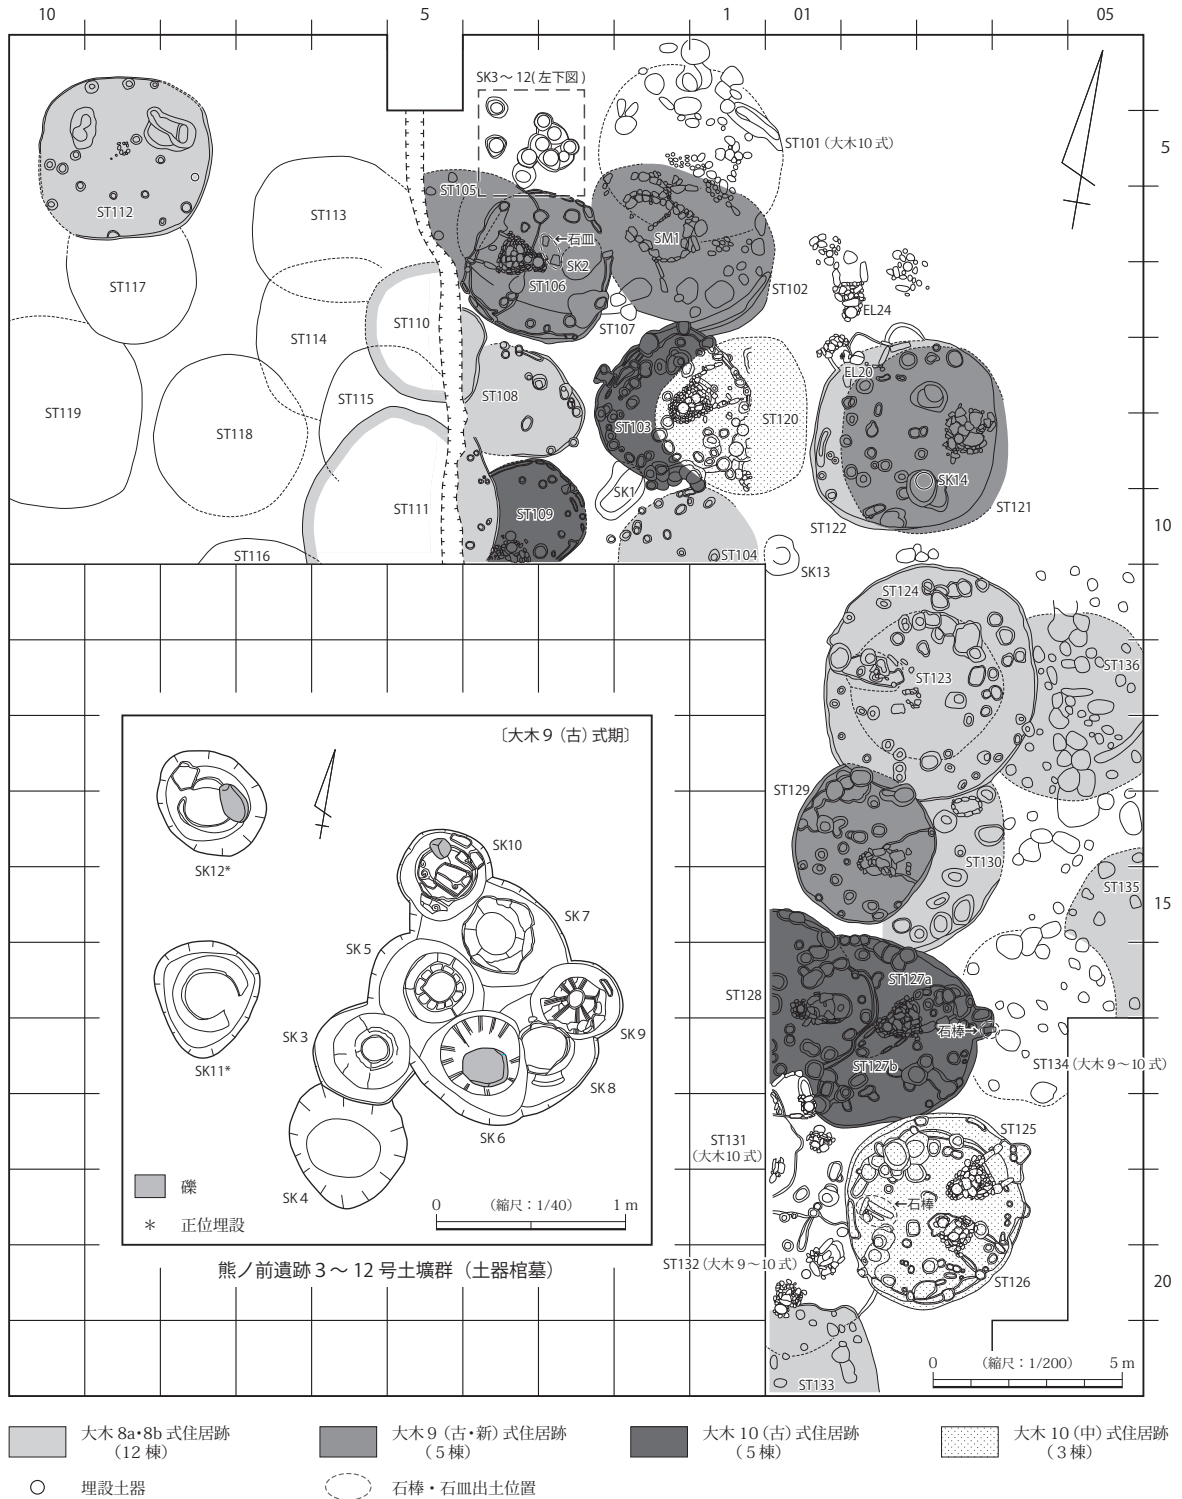 10
5
1
01
05
SK3～12(左下図)
5
ST101（大木10式）
ST105
ST112
ST113
←石皿
SM1
SK2
ST117
ST106
ST102
EL24
ST107
ST110
ST114
EL20
ST119
ST115
ST108
ST118
ST103
ST120
SK1
SK14
ST111
ST109
ST121
ST122
10
ST116
ST104
SK13
ST124
ST136
ST123
〔大木9（古）式期〕
ST129
SK12*
SK10
ST130
ST135
15
SK7
SK5
ST127a
ST128
石棒→
SK3
SK9
SK11*
ST134（大木9～10式）
ST127b
SK8
SK6
ST125
ST131
（大木10式）
礫
SK4
←石棒
0 （縮尺：1/40） 1 m
＊ 正位埋設
熊ノ前遺跡3～12号土壙群（土器棺墓）
ST132（大木9～10式）
ST126
20
0 （縮尺：1/200） 5 m
ST133
大木8a・8b式住居跡
（12棟）
大木9（古・新）式住居跡
（5棟）
大木10（古）式住居跡
（5棟）
大木10（中）式住居跡
（3棟）
埋設土器
石棒・石皿出土位置